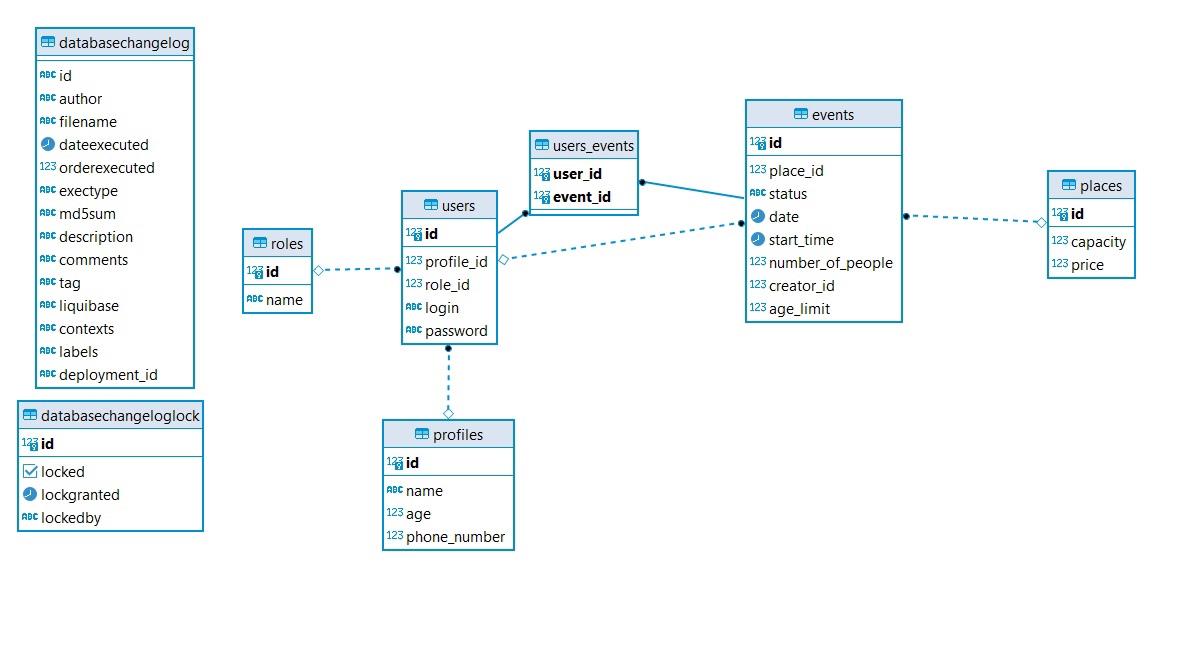 databasechangelog
ABC id
ABC author
ABC filename
dateexecuted
123 orderexecuted
ABC exectype
ABC md5sum
ABC description
ABC comments
ABC tag
ABC liquibase
ABC contexts
ABC labels
ABC deployment_id
databasechangeloglock
123 id
locked
lockgranted
ABC lockedby
roles
123 id
ABC name
users
123 id
123 profile_id
123 role_id
ABC login
ABC password
profiles
123 id
ABC name
123 age
123 phone_number
users_events
123 user_id
123 event_id
events
123 id
123 place_id
ABC status
date
start_time
123 number_of_people
123 creator_id
123 age_limit
places
123 id
123 capacity
123 price